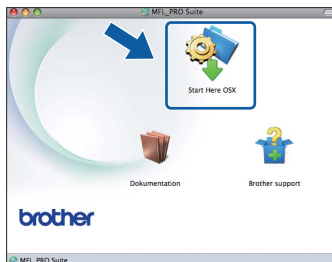 MFL_PRO Suite
Start Here OSX
Dokumentation
Brother support
brother
MFL_PRO Suite